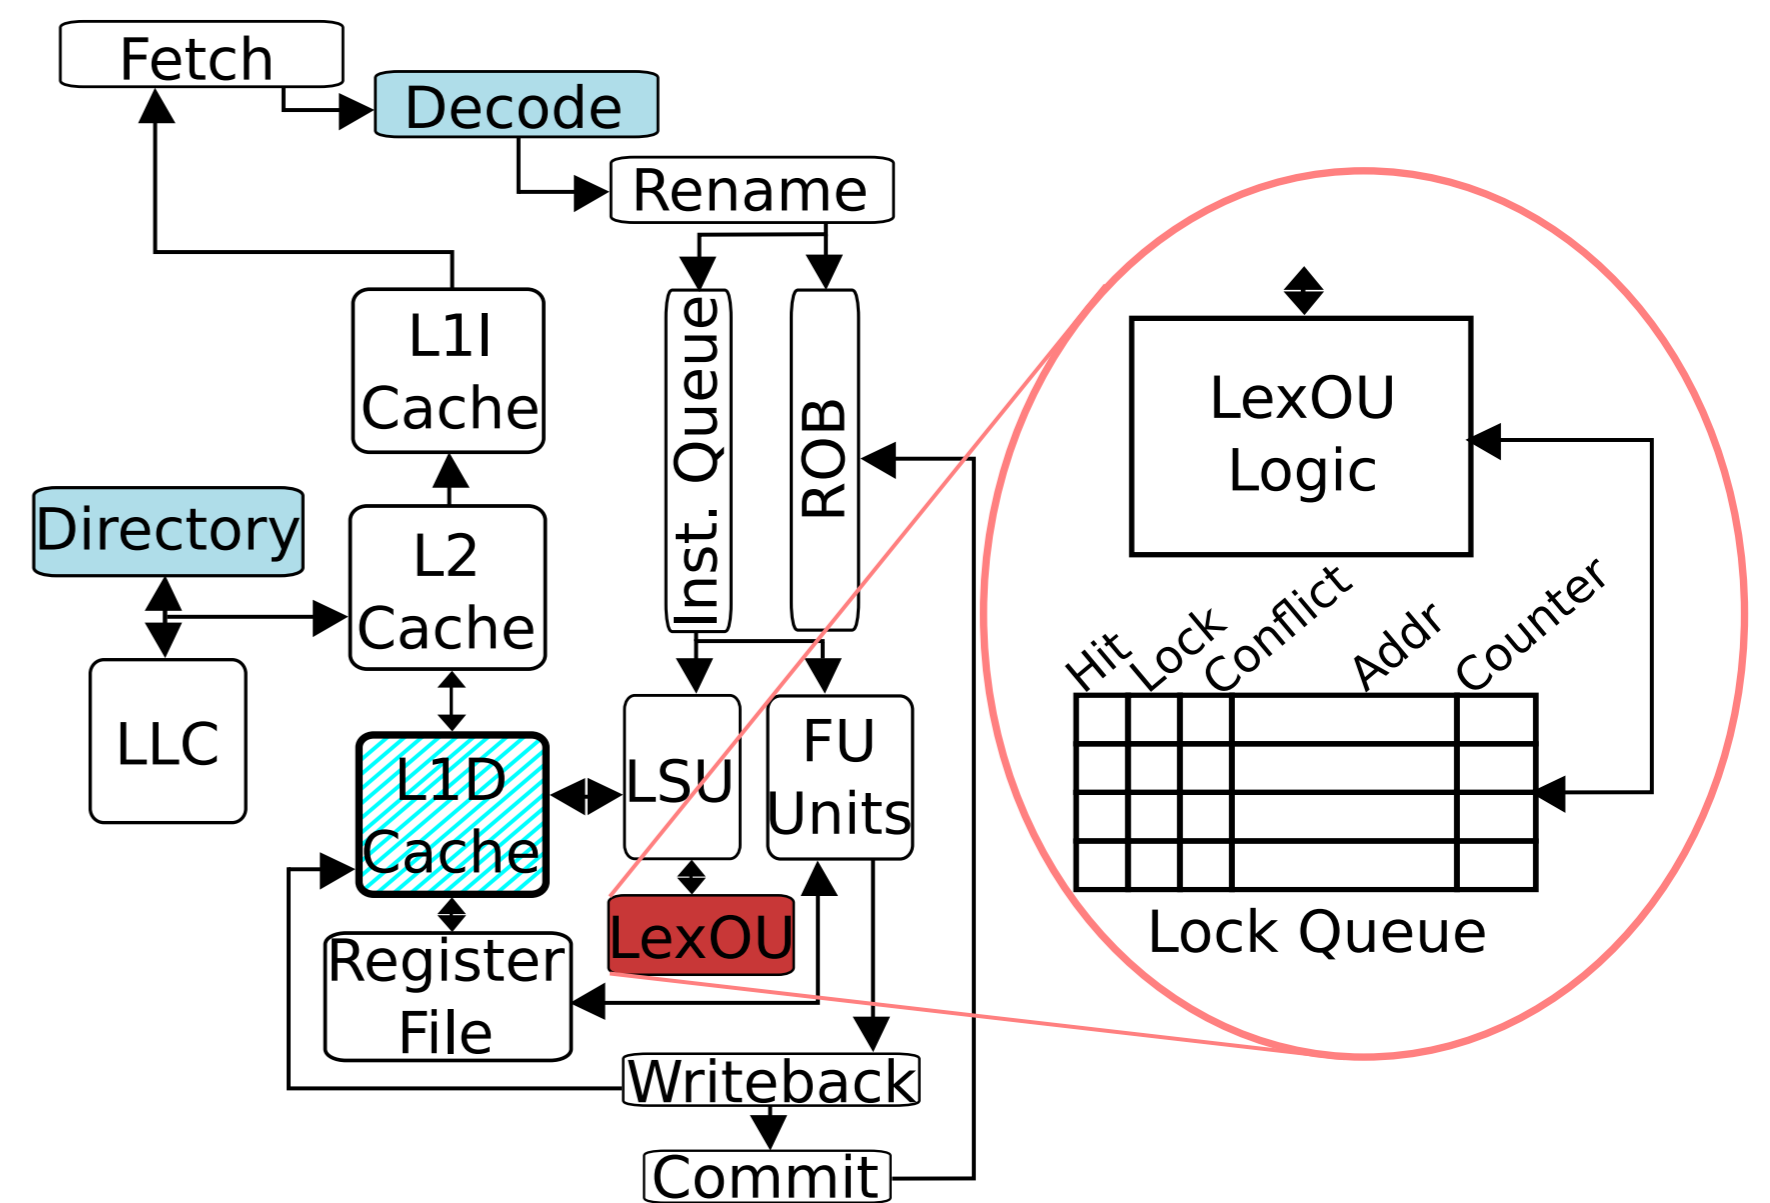 Fetch
Decode
Rename
L1I
Cache
Inst. Queue
ROB
Directory
L2
Cache
LLC
L1D
Cache
LSU
FU
Units
LexOU
Register
File
Writeback
Commit
LexOU
Logic
Hit
Lock
Conflict
Addr
Counter
Lock Queue